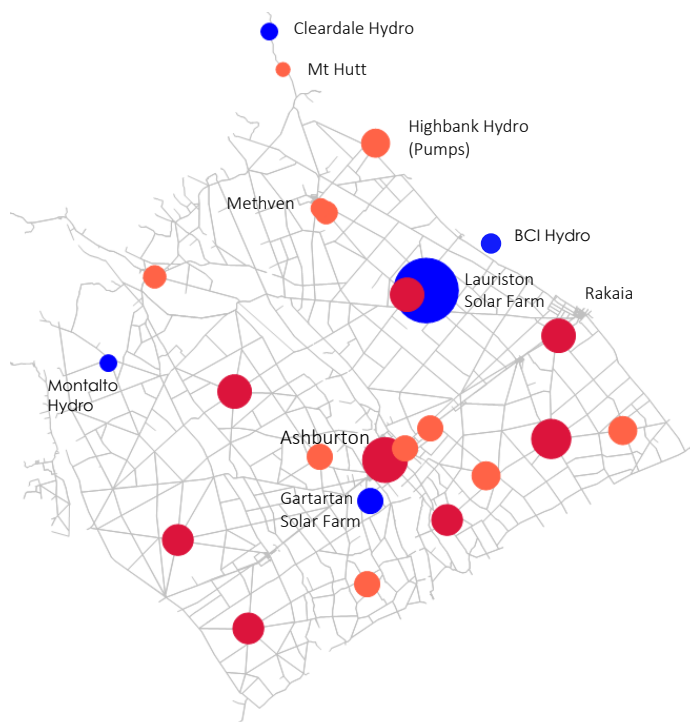 Cleardale Hydro
Mt Hutt
Highbank Hydro
(Pumps)
Methven
BCI Hydro
Lauriston
Solar Farm
Rakaia
Montalto
Hydro
Ashburton
Gartartan
Solar Farm